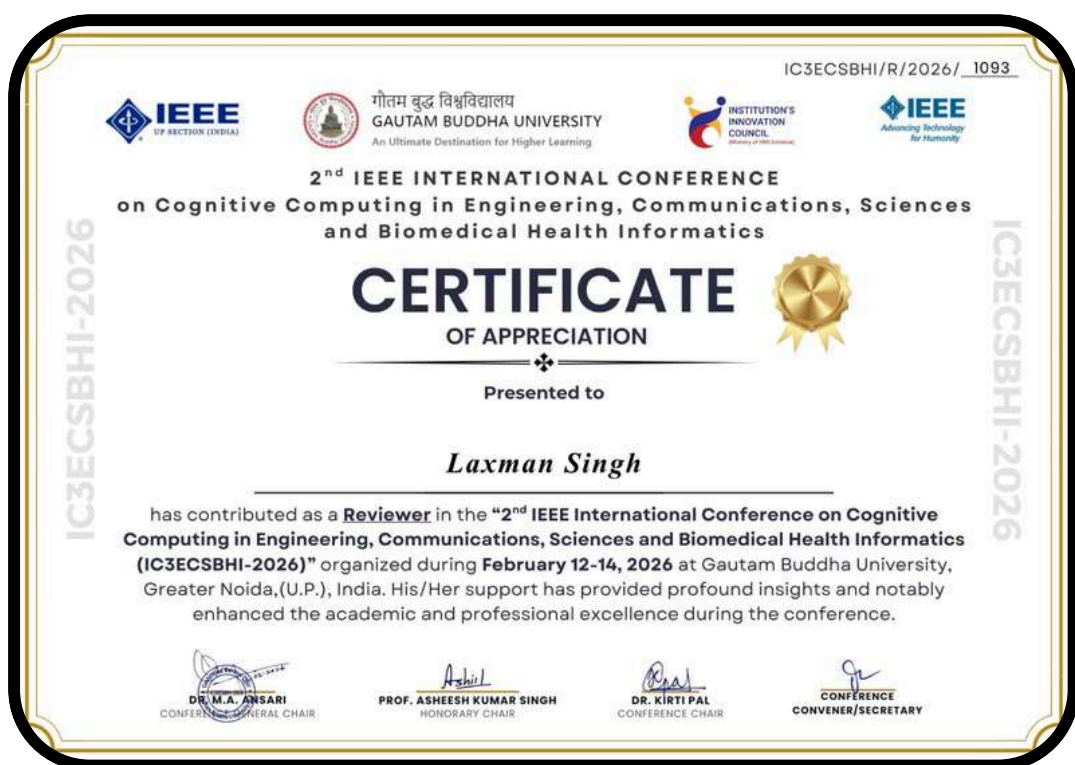 IC3ECSBHI/R/2026/ 1093
IEEE
UP SECTION (INDIA)
गौतम बुद्ध विश्वविद्यालय
GAUTAM BUDDHA UNIVERSITY
An Ultimate Destination for Higher Learning
INSTITUTION'S
INNOVATION
COUNCIL
(Ministry of HRD Initiative)
IEEE
Advancing Technology
for Humanity
2nd IEEE INTERNATIONAL CONFERENCE
on Cognitive Computing in Engineering, Communications, Sciences
and Biomedical Health Informatics
IC3ECSBHI-2026
IC3ECSBHI-2026
CERTIFICATE
OF APPRECIATION
Presented to
Laxman Singh
has contributed as a Reviewer in the “2nd IEEE International Conference on Cognitive
Computing in Engineering, Communications, Sciences and Biomedical Health Informatics
(IC3ECSBHI-2026)” organized during February 12-14, 2026 at Gautam Buddha University,
Greater Noida,(U.P.), India. His/Her support has provided profound insights and notably
enhanced the academic and professional excellence during the conference.
DR. M.A. ANSARI
CONFERENCE GENERAL CHAIR
PROF. ASHEESH KUMAR SINGH
HONORARY CHAIR
DR. KIRTI PAL
CONFERENCE CHAIR
CONFERENCE
CONVENER/SECRETARY